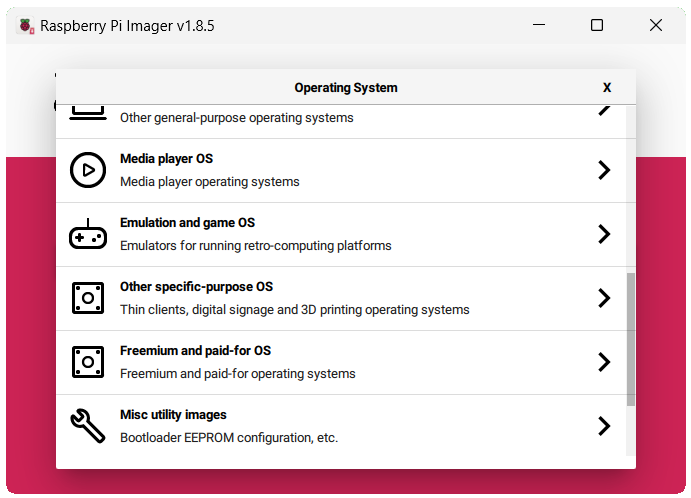 Raspberry Pi Imager v1.8.5
Operating System
X
Other general-purpose operating systems
Media player OS
Media player operating systems
Emulation and game OS
Emulators for running retro-computing platforms
Other specific-purpose OS
Thin clients, digital signage and 3D printing operating systems
Freemium and paid-for OS
Freemium and paid-for operating systems
Misc utility images
Bootloader EEPROM configuration, etc.